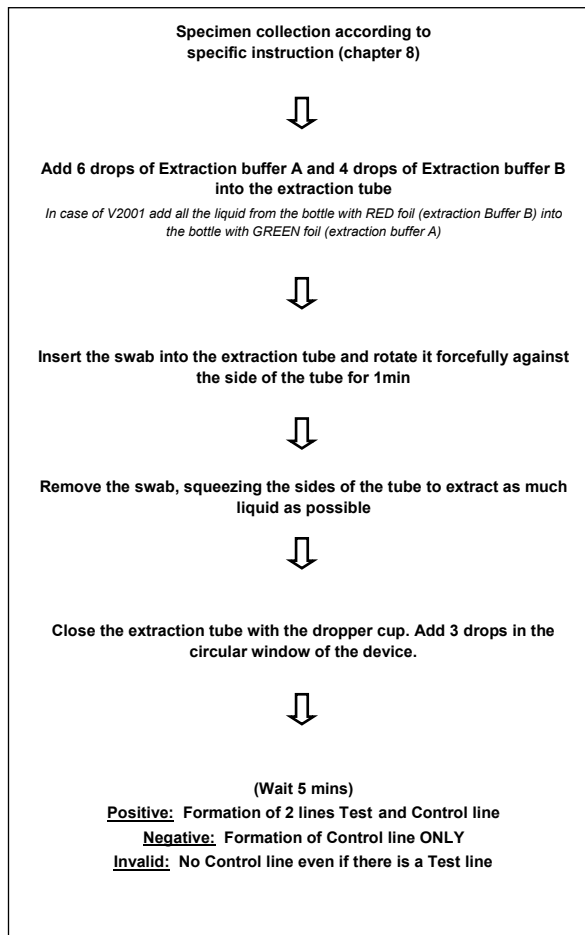 Specimen collection according to
specific instruction (chapter 8)
Add 6 drops of Extraction buffer A and 4 drops of Extraction buffer B
into the extraction tube
In case of V2001 add all the liquid from the bottle with RED foil (extraction Buffer B) into
the bottle with GREEN foil (extraction buffer A)
Insert the swab into the extraction tube and rotate it forcefully against
the side of the tube for 1min
Remove the swab, squeezing the sides of the tube to extract as much
liquid as possible
Close the extraction tube with the dropper cup. Add 3 drops in the
circular window of the device.
(Wait 5 mins)
Positive: Formation of 2 lines Test and Control line
Negative: Formation of Control line ONLY
Invalid: No Control line even if there is a Test line